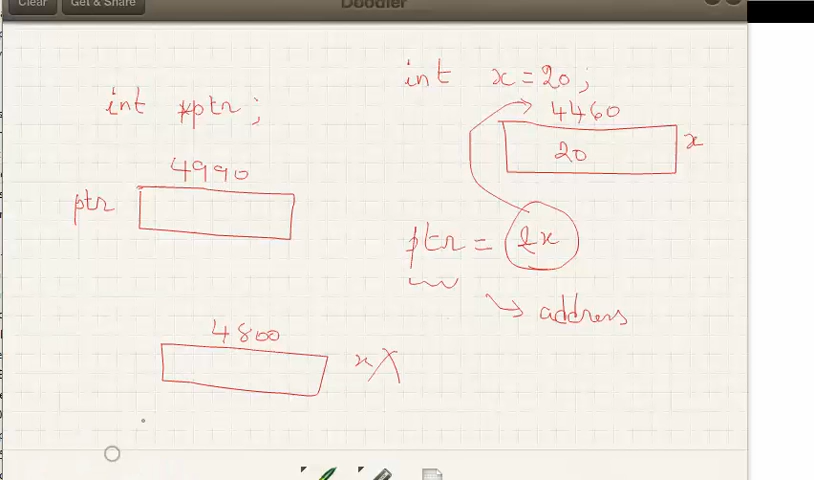 Clear
Get & Share
Doodler
int *ptr;
4990
ptr
int x = 20;
4460
20
x
ptr = &x
address
4800
x